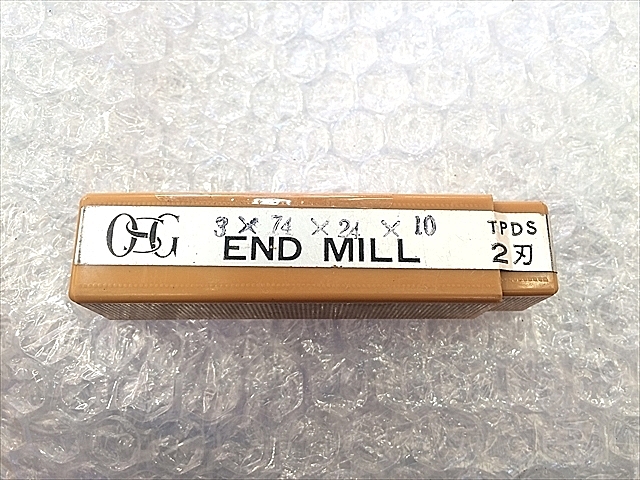 OSG 3 × 74 × 24 × 10 TPDS
END MILL 2刃